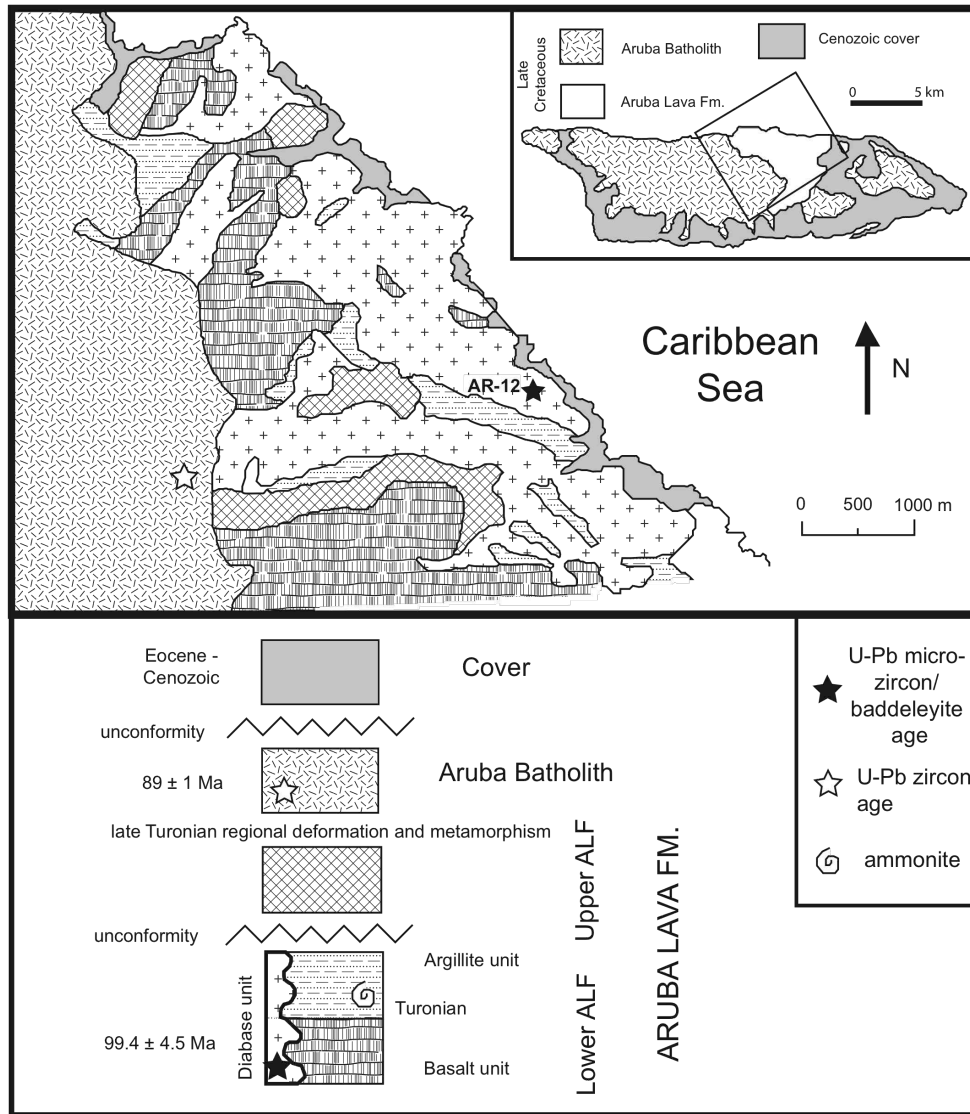 Late
Cretaceous
Aruba Batholith
Cenozoic cover
Aruba Lava Fm.
0 5 km
Caribbean
Sea
N
AR-12
0 500 1000 m
Eocene -
Cenozoic
Cover
unconformity
89 ± 1 Ma
Aruba Batholith
late Turonian regional deformation and metamorphism
unconformity
Upper ALF
ARUBA LAVA FM.
Argillite unit
Diabase unit
Turonian
Lower ALF
99.4 ± 4.5 Ma
Basalt unit
U-Pb micro-
zircon/
baddeleyite
age
U-Pb zircon
age
ammonite